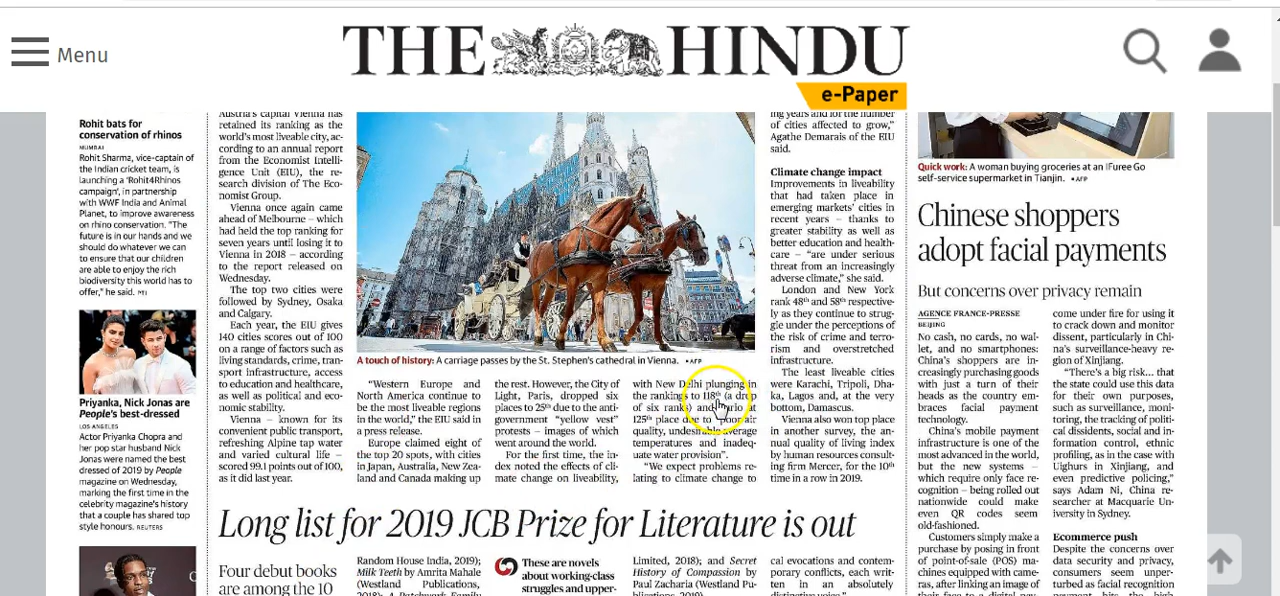 Menu
THE HINDU
e-Paper
Rohit bats for
conservation of rhinos
MUMBAI
Rohit Sharma, vice-captain of
the Indian cricket team, is
launching a 'Rohit4Rhinos
campaign', in partnership
with WWF India and Animal
Planet, to improve awareness
on rhino conservation. "The
future is in our hands and we
should do whatever we can
to ensure that our children
are able to enjoy the rich
biodiversity this world has to
offer," he said. PTI
Priyanka, Nick Jonas are
People's best-dressed
LOS ANGELES
Actor Priyanka Chopra and
her pop star husband Nick
Jonas were named the best
dressed of 2019 by People
magazine on Wednesday,
marking the first time in the
celebrity magazine's history
that a couple has shared top
style honours. REUTERS
Austria's capital Vienna has
retained its ranking as the
world's most liveable city, ac-
cording to an annual report
from the Economist Intelli-
gence Unit (EIU), the re-
search division of The Eco-
nomist Group.
Vienna once again came
ahead of Melbourne – which
had held the top ranking for
seven years until losing it to
Vienna in 2018 – according
to the report released on
Wednesday.
The top two cities were
followed by Sydney, Osaka
and Calgary.
Each year, the EIU gives
140 cities scores out of 100
on a range of factors such as
living standards, crime, tran-
sport infrastructure, access
to education and healthcare,
as well as political and eco-
nomic stability.
Vienna – known for its
convenient public transport,
refreshing Alpine tap water
and varied cultural life –
scored 99.1 points out of 100,
as it did last year.
A touch of history: A carriage passes by the St. Stephen's cathedral in Vienna. •AFP
"Western Europe and
North America continue to
be the most liveable regions
in the world," the EIU said in
a press release.
Europe claimed eight of
the top 20 spots, with cities
in Japan, Australia, New Zea-
land and Canada making up
the rest. However, the City of
Light, Paris, dropped six
places to 25th due to the anti-
government "yellow vest"
protests – images of which
went around the world.
For the first time, the in-
dex noted the effects of cli-
mate change on liveability,
with New Delhi plunging in
the rankings to 118th (a drop
of six ranks) and at
125th place due to poor air
quality, undesirable average
temperatures and inadeq-
uate water provision".
"We expect problems re-
lating to climate change to
ing years and for the number
of cities affected to grow,"
Agathe Demarais of the EIU
said.
Climate change impact
Improvements in liveability
that had taken place in
emerging markets' cities in
recent years – thanks to
greater stability as well as
better education and health-
care – "are under serious
threat from an increasingly
adverse climate," she said.
London and New York
rank 48th and 58th respective-
ly as they continue to strug-
gle under the perceptions of
the risk of crime and terro-
rism and overstretched
infrastructure.
The least liveable cities
were Karachi, Tripoli, Dha-
ka, Lagos and, at the very
bottom, Damascus.
Vienna also won top place
in another survey, the an-
nual quality of living index
by human resources consult-
ing firm Mercer, for the 10th
time in a row in 2019.
Quick work: A woman buying groceries at an IFuree Go
self-service supermarket in Tianjin. •AFP
Chinese shoppers
adopt facial payments
But concerns over privacy remain
AGENCE FRANCE-PRESSE
BEIJING
No cash, no cards, no wal-
let, and no smartphones:
China's shoppers are in-
creasingly purchasing goods
with just a turn of their
heads as the country em-
braces facial payment
technology.
China's mobile payment
infrastructure is one of the
most advanced in the world,
but the new systems –
which require only face re-
cognition – being rolled out
nationwide could make
even QR codes seem
old-fashioned.
Customers simply make a
purchase by posing in front
of point-of-sale (POS) ma-
chines equipped with came-
ras, after linking an image of
come under fire for using it
to crack down and monitor
dissent, particularly in Chi-
na's surveillance-heavy re-
gion of Xinjiang.
"There's a big risk... that
the state could use this data
for their own purposes,
such as surveillance, moni-
toring, the tracking of politi-
cal dissidents, social and in-
formation control, ethnic
profiling, as in the case with
Uighurs in Xinjiang, and
even predictive policing,"
says Adam Ni, China re-
searcher at Macquarie Un-
iversity in Sydney.
Ecommerce push
Despite the concerns over
data security and privacy,
consumers seem unper-
turbed as facial recognition
Long list for 2019 JCB Prize for Literature is out
Four debut books
are among the 10
Random House India, 2019);
Milk Teeth by Amrita Mahale
(Westland Publications,
These are novels
about working-class
struggles and upper-
Limited, 2018); and Secret
History of Compassion by
Paul Zacharia (Westland Pu-
cal evocations and contem-
porary conflicts, each writ-
ten in an absolutely